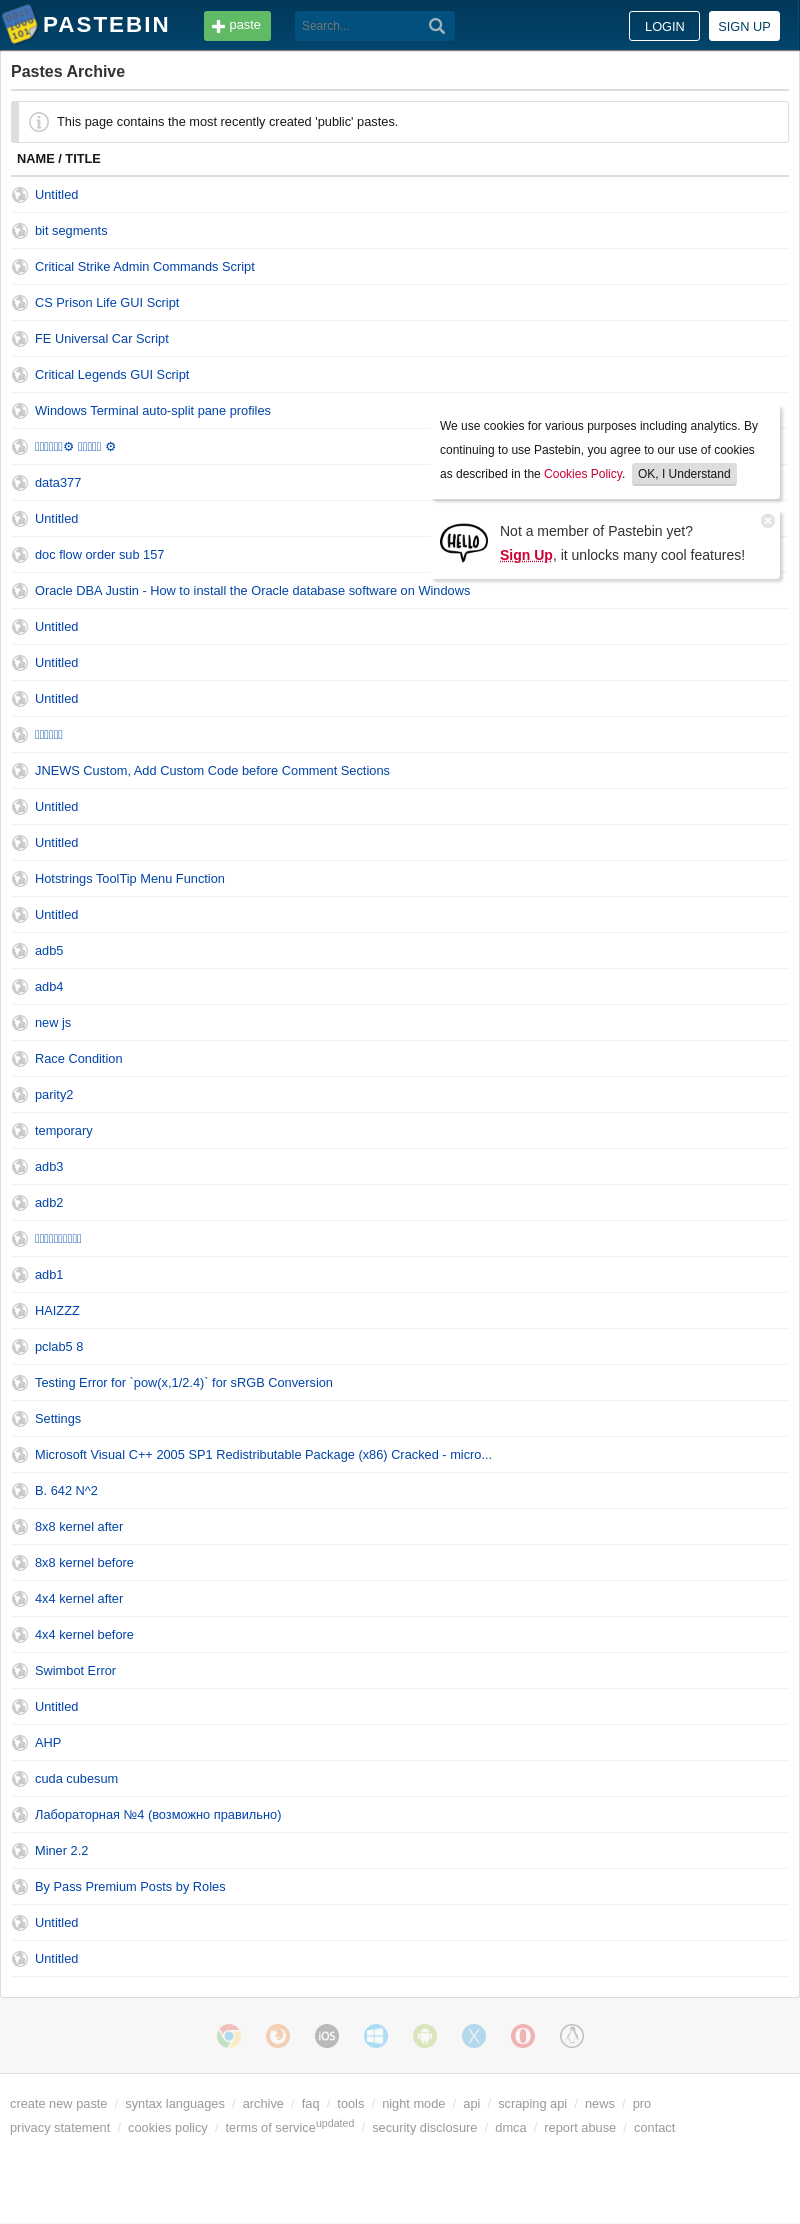 PASTEBIN
paste
Search...
LOGIN
SIGN UP
Pastes Archive
This page contains the most recently created 'public' pastes.
NAME / TITLE
Untitled
bit segments
Critical Strike Admin Commands Script
CS Prison Life GUI Script
FE Universal Car Script
Critical Legends GUI Script
Windows Terminal auto-split pane profiles
We use cookies for various purposes including analytics. By
continuing to use Pastebin, you agree to our use of cookies
as described in the Cookies Policy. OK, I Understand
⚙ ⚙
data377
Untitled
HELLO
Not a member of Pastebin yet?
Sign Up, it unlocks many cool features!
doc flow order sub 157
Oracle DBA Justin - How to install the Oracle database software on Windows
Untitled
Untitled
Untitled
JNEWS Custom, Add Custom Code before Comment Sections
Untitled
Untitled
Hotstrings ToolTip Menu Function
Untitled
adb5
adb4
new js
Race Condition
parity2
temporary
adb3
adb2
adb1
HAIZZZ
pclab5 8
Testing Error for `pow(x,1/2.4)` for sRGB Conversion
Settings
Microsoft Visual C++ 2005 SP1 Redistributable Package (x86) Cracked - micro...
B. 642 N^2
8x8 kernel after
8x8 kernel before
4x4 kernel after
4x4 kernel before
Swimbot Error
Untitled
AHP
cuda cubesum
Лабораторная №4 (возможно правильно)
Miner 2.2
By Pass Premium Posts by Roles
Untitled
Untitled
iOS
create new paste / syntax languages / archive / faq / tools / night mode / api / scraping api / news / pro
privacy statement / cookies policy / terms of service updated / security disclosure / dmca / report abuse / contact